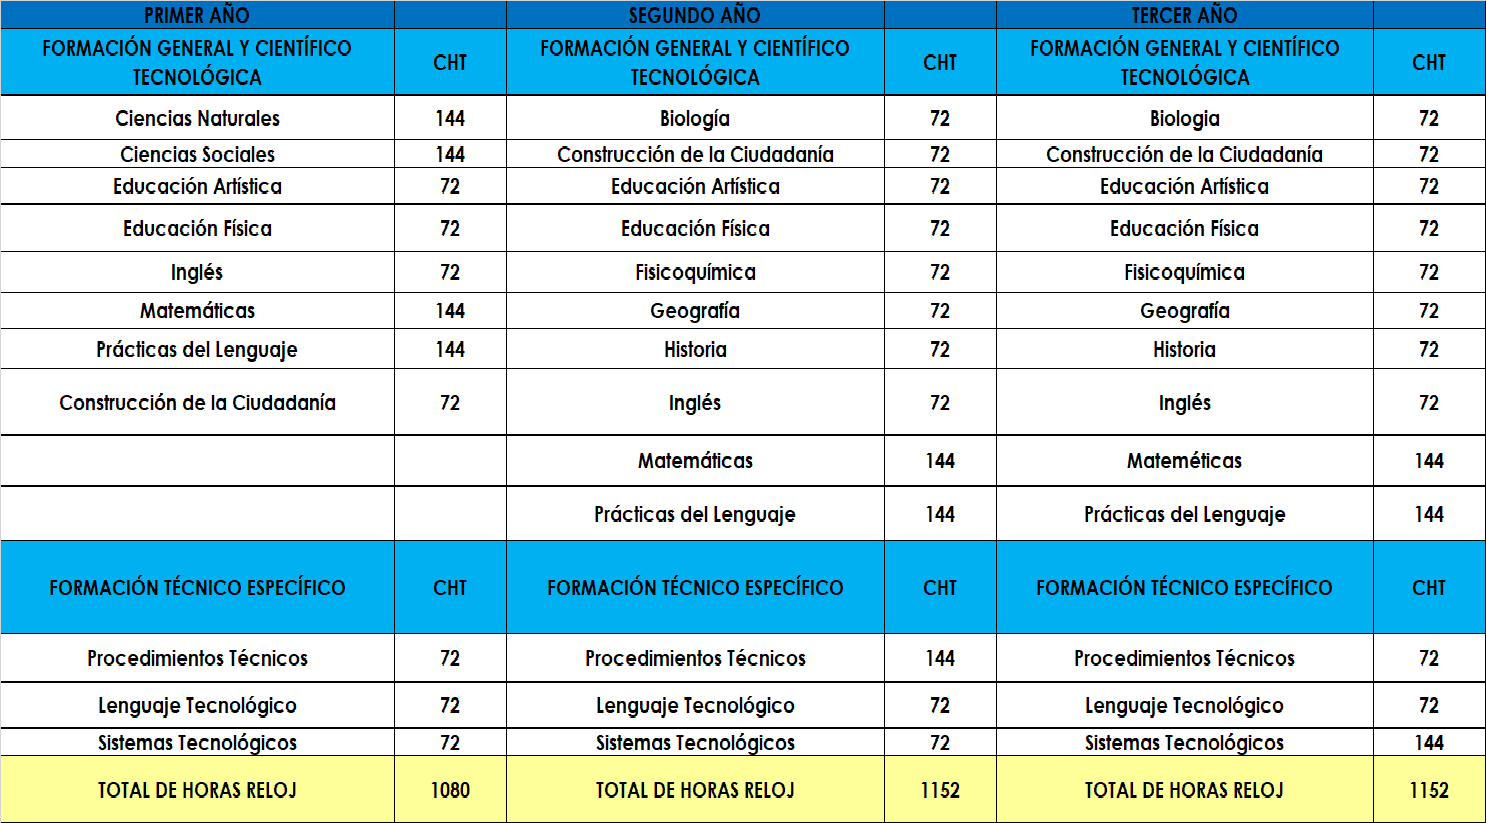 PRIMER AÑO SEGUNDO AÑO TERCER AÑO
FORMACIÓN GENERAL Y CIENTÍFICO TECNOLÓGICA CHT FORMACIÓN GENERAL Y CIENTÍFICO TECNOLÓGICA CHT FORMACIÓN GENERAL Y CIENTÍFICO TECNOLÓGICA CHT
Ciencias Naturales 144 Biología 72 Biologia 72
Ciencias Sociales 144 Construcción de la Ciudadanía 72 Construcción de la Ciudadanía 72
Educación Artística 72 Educación Artística 72 Educación Artística 72
Educación Física 72 Educación Física 72 Educación Física 72
Inglés 72 Fisicoquímica 72 Fisicoquímica 72
Matemáticas 144 Geografía 72 Geografía 72
Prácticas del Lenguaje 144 Historia 72 Historia 72
Construcción de la Ciudadanía 72 Inglés 72 Inglés 72
Matemáticas 144 Mateméticas 144
Prácticas del Lenguaje 144 Prácticas del Lenguaje 144
FORMACIÓN TÉCNICO ESPECÍFICO CHT FORMACIÓN TÉCNICO ESPECÍFICO CHT FORMACIÓN TÉCNICO ESPECÍFICO CHT
Procedimientos Técnicos 72 Procedimientos Técnicos 144 Procedimientos Técnicos 72
Lenguaje Tecnológico 72 Lenguaje Tecnológico 72 Lenguaje Tecnológico 72
Sistemas Tecnológicos 72 Sistemas Tecnológicos 72 Sistemas Tecnológicos 144
TOTAL DE HORAS RELOJ 1080 TOTAL DE HORAS RELOJ 1152 TOTAL DE HORAS RELOJ 1152